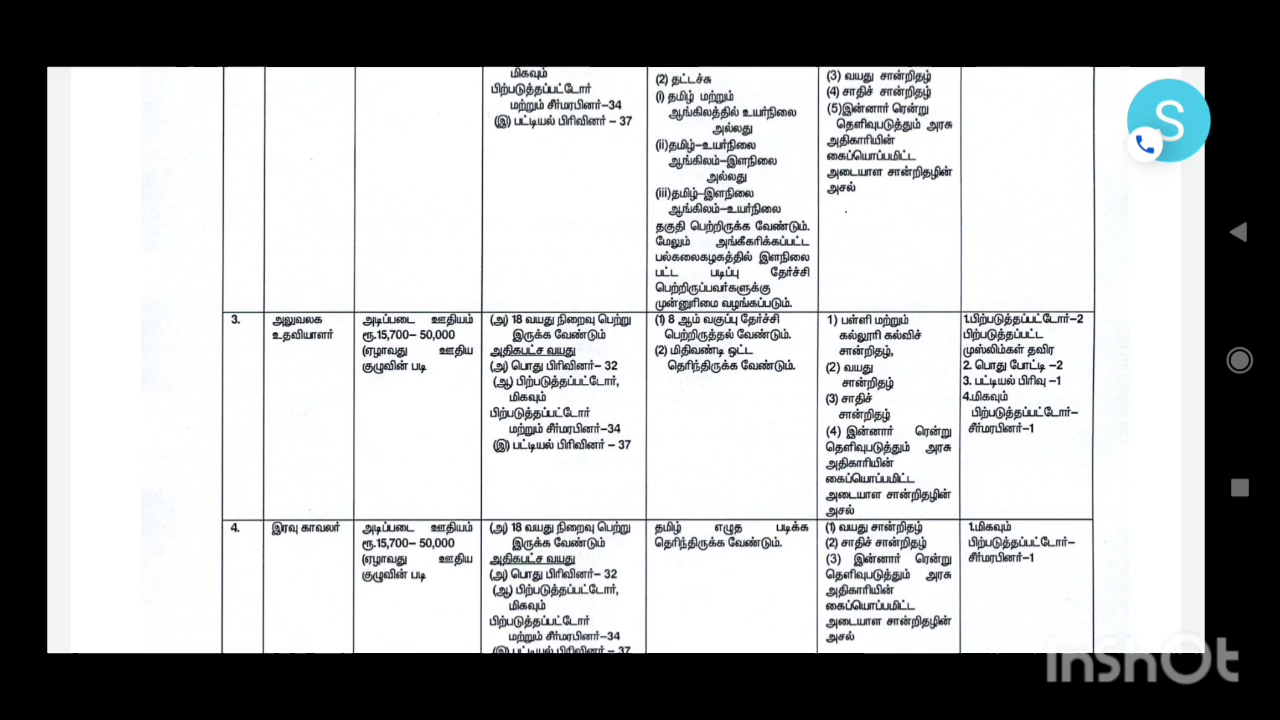 மிகவும்
பிற்படுத்தப்பட்டோர்
மற்றும் சீர்மரபினர்-34
(இ) பட்டியல் பிரிவினர் - 37
(2) தட்டச்சு
(i) தமிழ் மற்றும்
ஆங்கிலத்தில் உயர்நிலை
அல்லது
(ii)தமிழ்-உயர்நிலை
ஆங்கிலம்-இளநிலை
அல்லது
(iii)தமிழ்-இளநிலை
ஆங்கிலம்-உயர்நிலை
தகுதி பெற்றிருக்க வேண்டும்.
மேலும் அங்கீகரிக்கப்பட்ட
பல்கலைகழகத்தில் இளநிலை
பட்ட படிப்பு தேர்ச்சி
பெற்றிருப்பவர்களுக்கு
முன்னுரிமை வழங்கப்படும்.
(3) வயது சான்றிதழ்
(4) சாதிச் சான்றிதழ்
(5)இன்னார் ரென்று
தெளிவுபடுத்தும் அரசு
அதிகாரியின்
கைப்யொப்பமிட்ட
அடையாள சான்றிதழின்
அசல்
3.
அலுவலக
உதவியாளர்
அடிப்படை ஊதியம்
ரூ.15,700- 50,000
(ஏழாவது ஊதிய
குழுவின் படி
(அ) 18 வயது நிறைவு பெற்று
இருக்க வேண்டும்
அதிகபட்ச வயது
(அ) பொது பிரிவினர்- 32
(ஆ) பிற்படுத்தப்பட்டோர்,
மிகவும்
பிற்படுத்தப்பட்டோர்
மற்றும் சீர்மரபினர்-34
(இ) பட்டியல் பிரிவினர் - 37
(1) 8 ஆம் வகுப்பு தேர்ச்சி
பெற்றிருத்தல் வேண்டும்.
(2) மிதிவண்டி ஒட்ட
தெரிந்திருக்க வேண்டும்.
1) பள்ளி மற்றும்
கல்லூரி கல்விச்
சான்றிதழ்,
(2) வயது
சான்றிதழ்
(3) சாதிச்
சான்றிதழ்
(4) இன்னார் ரென்று
தெளிவுபடுத்தும் அரசு
அதிகாரியின்
கைப்யொப்பமிட்ட
அடையாள சான்றிதழின்
அசல்
1.பிற்படுத்தப்பட்டோர்-2
பிற்படுத்தப்பட்ட
முஸ்லிம்கள் தவிர
2. பொது போட்டி -2
3. பட்டியல் பிரிவு -1
4.மிகவும்
பிற்படுத்தப்பட்டோர்-
சீர்மரபினர்-1
4.
இரவு காவலர்
அடிப்படை ஊதியம்
ரூ.15,700- 50,000
(ஏழாவது ஊதிய
குழுவின் படி
(அ) 18 வயது நிறைவு பெற்று
இருக்க வேண்டும்
அதிகபட்ச வயது
(அ) பொது பிரிவினர்- 32
(ஆ) பிற்படுத்தப்பட்டோர்,
மிகவும்
பிற்படுத்தப்பட்டோர்
மற்றும் சீர்மரபினர்-34
(இ) பட்டியல் பிரிவினர் - 37
தமிழ் எழுத படிக்க
தெரிந்திருக்க வேண்டும்.
(1) வயது சான்றிதழ்
(2) சாதிச் சான்றிதழ்
(3) இன்னார் ரென்று
தெளிவுபடுத்தும் அரசு
அதிகாரியின்
கைப்யொப்பமிட்ட
அடையாள சான்றிதழின்
அசல்
1.மிகவும்
பிற்படுத்தப்பட்டோர்-
சீர்மரபினர்-1
S
InShOt